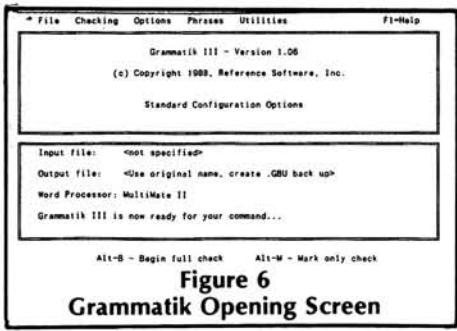 File Checking Options Phrases Utilities F1=Help
Grammatik III - Version 1.06
(c) Copyright 1988, Reference Software, Inc.
Standard Configuration Options
Input file: <not specified>
Output file: <Use original name, create .GBU back up>
Word Processor: MultiMate II
Grammatik III is now ready for your command...
Alt-B - Begin full check Alt-M - Mark only check
Figure 6
Grammatik Opening Screen